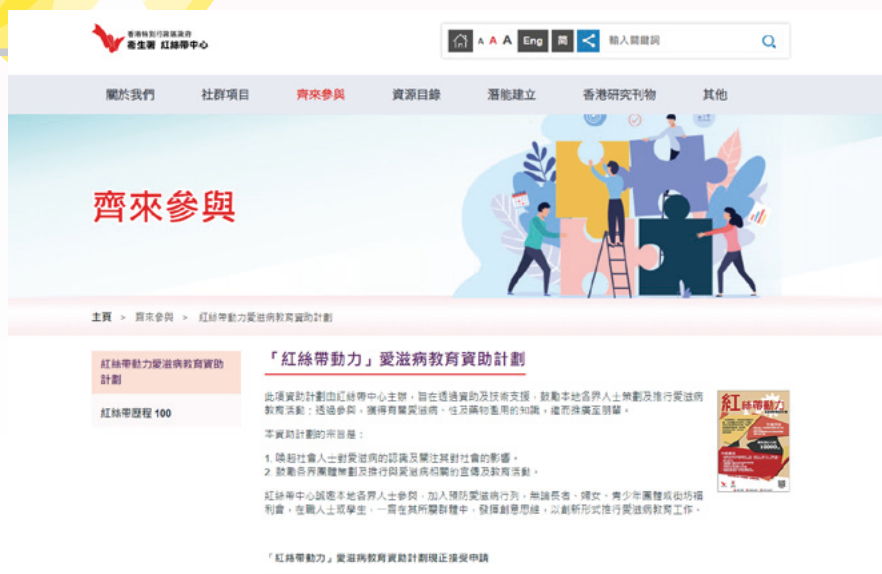 香港特別行政區政府
衞生署 紅絲帶中心
A A A Eng 简 輸入關鍵詞
關於我們 社群項目 齊來參與 資源目錄 潛能建立 香港研究刊物 其他
齊來參與
主頁 > 齊來參與 > 紅絲帶動力愛滋病教育資助計劃
紅絲帶動力愛滋病教育資助
計劃
紅絲帶歷程 100
「紅絲帶動力」愛滋病教育資助計劃
此項資助計劃由紅絲帶中心主辦，旨在透過資助及技術支援，鼓勵本地各界人士策劃及推行愛滋病
教育活動；透過參與，獲得有關愛滋病、性及藥物濫用的知識，繼而推廣至朋輩。
本資助計劃的宗旨是：
1. 喚起社會人士對愛滋病的認識及關注其對社會的影響。
2. 鼓勵各界團體策劃及推行與愛滋病相關的宣傳及教育活動。
紅絲帶中心誠邀本地各界人士參與，加入預防愛滋病行列，無論長者、婦女、青少年團體或街坊福
利會，在職人士或學生，一齊在其所屬群體中，發揮創意思維，以創新形式推行愛滋病教育工作。
「紅絲帶動力」愛滋病教育資助計劃現正接受申請
紅絲帶動力